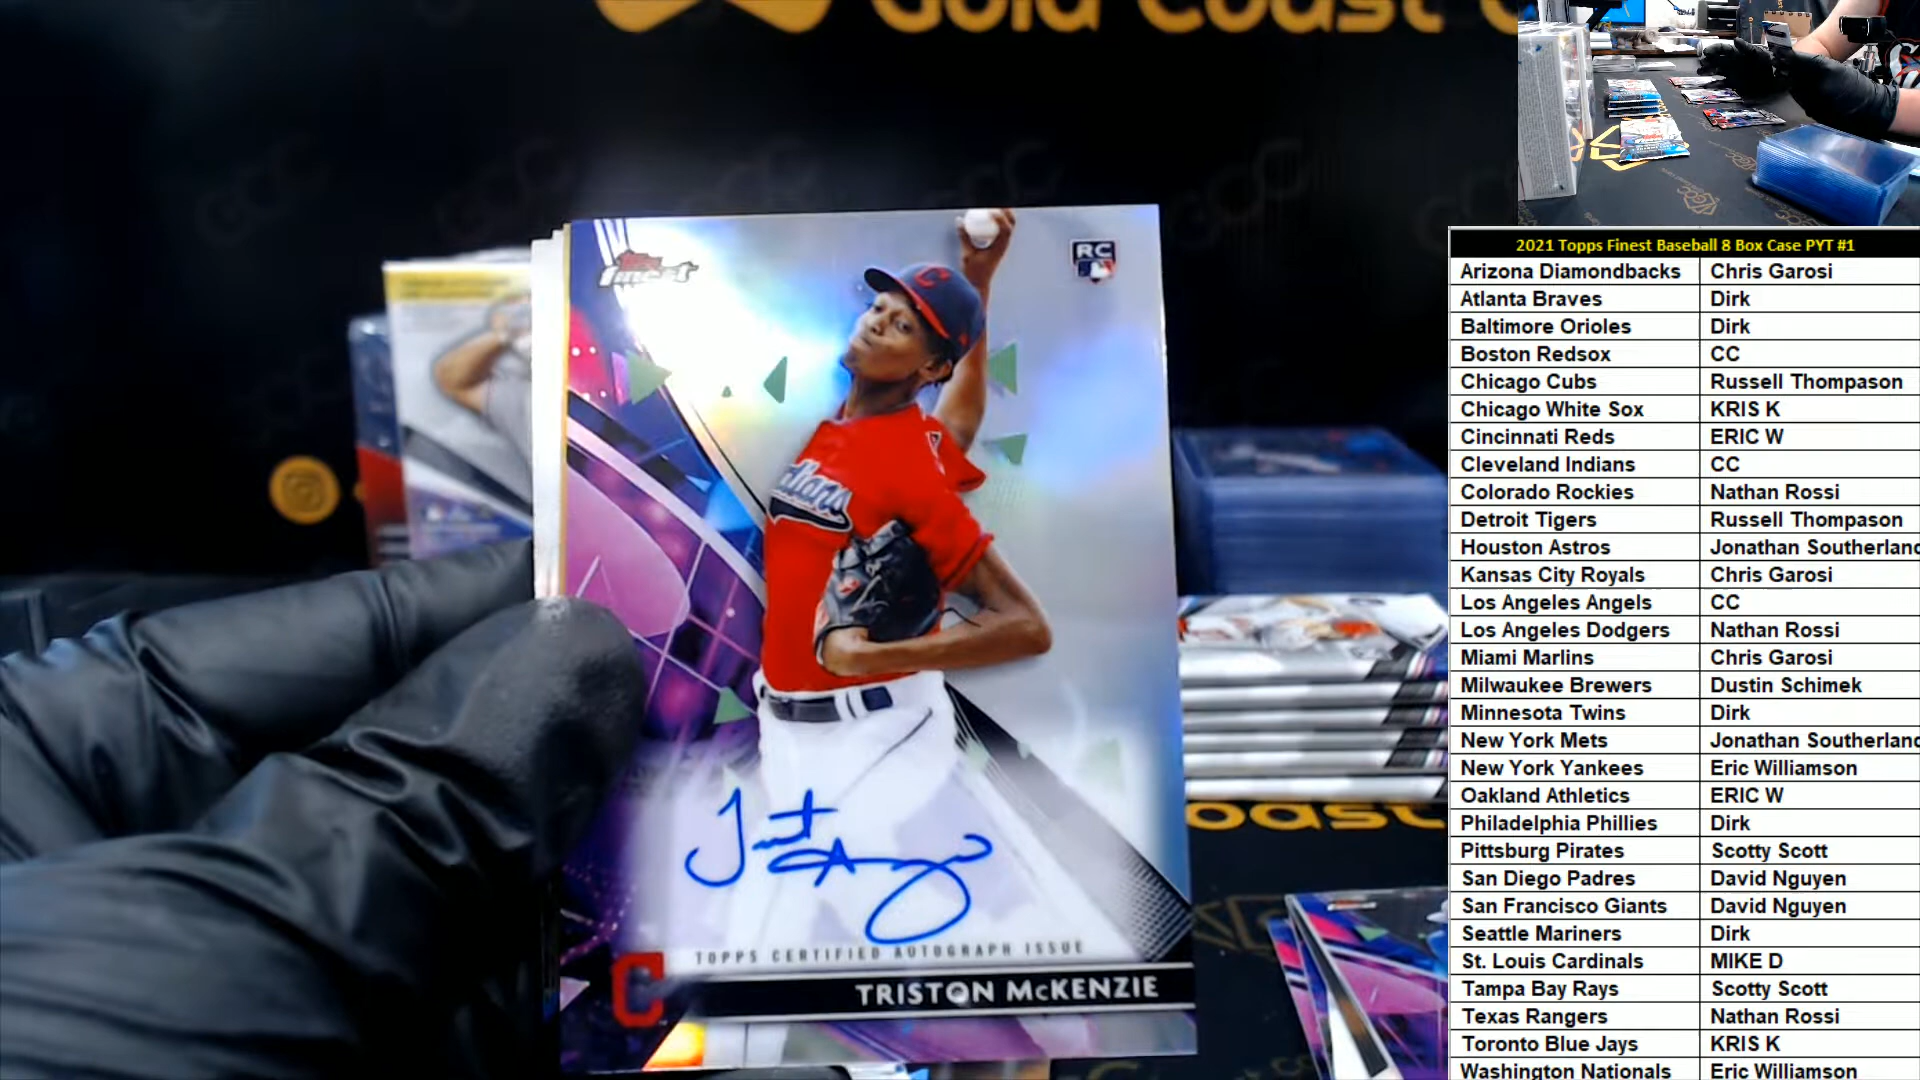 Gold Coast C
Topps
finest
RC
Indians
TOPPS CERTIFIED AUTOGRAPH ISSUE
TRISTON McKENZIE
oast
2021 Topps Finest Baseball 8 Box Case PYT #1
Arizona Diamondbacks Chris Garosi
Atlanta Braves Dirk
Baltimore Orioles Dirk
Boston Redsox CC
Chicago Cubs Russell Thompason
Chicago White Sox KRIS K
Cincinnati Reds ERIC W
Cleveland Indians CC
Colorado Rockies Nathan Rossi
Detroit Tigers Russell Thompason
Houston Astros Jonathan Southerland
Kansas City Royals Chris Garosi
Los Angeles Angels CC
Los Angeles Dodgers Nathan Rossi
Miami Marlins Chris Garosi
Milwaukee Brewers Dustin Schimek
Minnesota Twins Dirk
New York Mets Jonathan Southerland
New York Yankees Eric Williamson
Oakland Athletics ERIC W
Philadelphia Phillies Dirk
Pittsburg Pirates Scotty Scott
San Diego Padres David Nguyen
San Francisco Giants David Nguyen
Seattle Mariners Dirk
St. Louis Cardinals MIKE D
Tampa Bay Rays Scotty Scott
Texas Rangers Nathan Rossi
Toronto Blue Jays KRIS K
Washington Nationals Eric Williamson